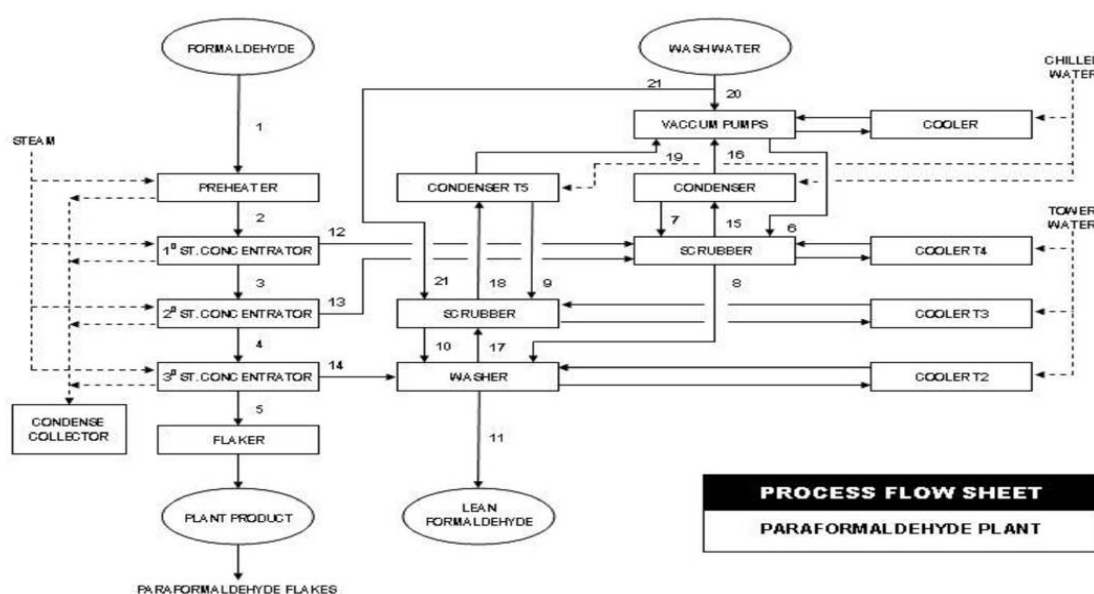 FORMALDEHYDE
WASHWATER
CHILLED
WATER
21
20
VACCUM PUMPS
COOLER
1
STEAM
19
16
PREHEATER
CONDENSER T5
CONDENSER
TOWER
WATER
2
12
7
15
6
1ª ST. CONCENTRATOR
SCRUBBER
COOLER T4
3
13
21
18
9
8
2ª ST. CONCENTRATOR
SCRUBBER
COOLER T3
4
10
17
14
3ª ST. CONCENTRATOR
WASHER
COOLER T2
5
CONDENSE
COLLECTOR
FLAKER
11
PROCESS FLOW SHEET
PLANT PRODUCT
LEAN
FORMALDEHYDE
PARAFORMALDEHYDE PLANT
PARAFORMALDEHYDE FLAKES